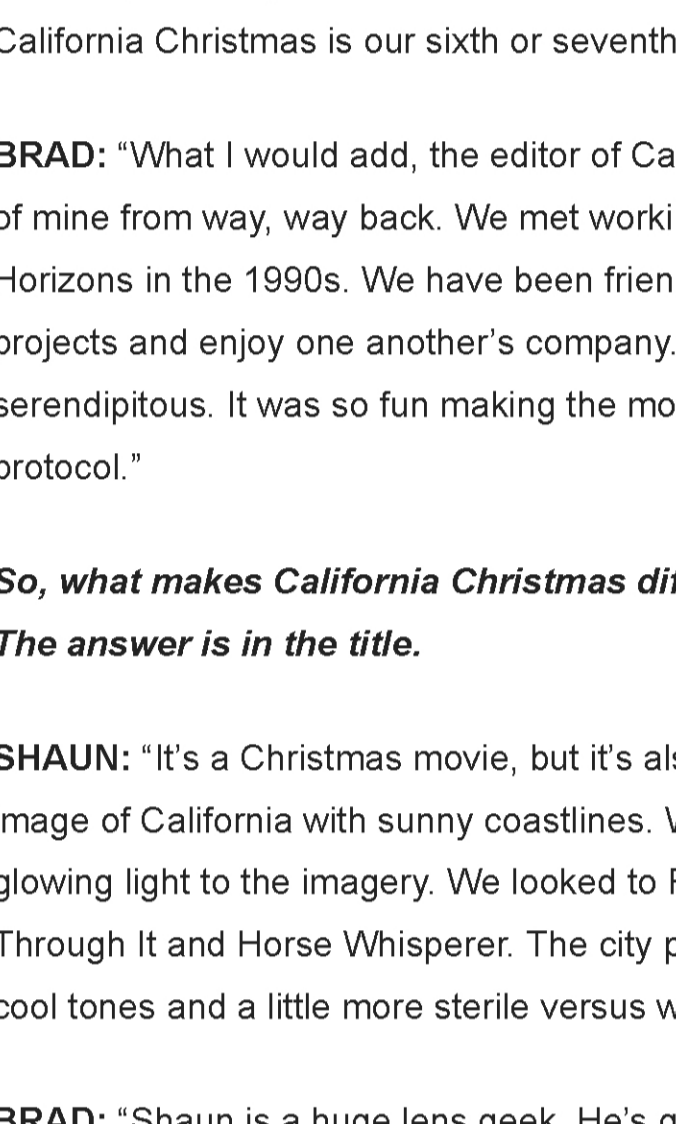 California Christmas is our sixth or seventh
BRAD: “What I would add, the editor of Ca
of mine from way, way back. We met worki
Horizons in the 1990s. We have been frien
projects and enjoy one another’s company.
serendipitous. It was so fun making the mo
protocol.”
So, what makes California Christmas dif
The answer is in the title.
SHAUN: “It’s a Christmas movie, but it’s als
image of California with sunny coastlines.
glowing light to the imagery. We looked to
Through It and Horse Whisperer. The city p
cool tones and a little more sterile versus w
BRAD: “Shaun is a huge lens geek. He’s